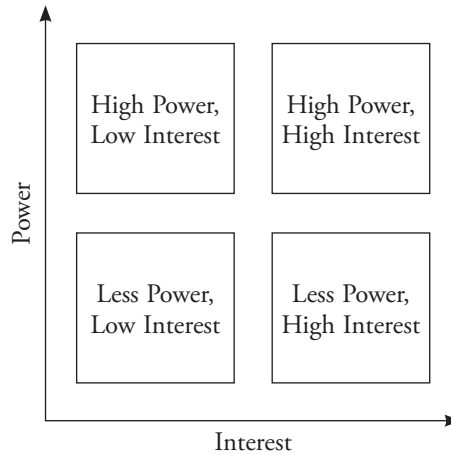 High Power,
Low Interest
High Power,
High Interest
Power
Less Power,
Low Interest
Less Power,
High Interest
Interest